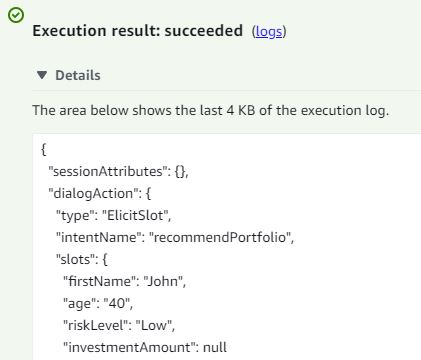 Execution result: succeeded (logs)
▼ Details
The area below shows the last 4 KB of the execution log.
{
  "sessionAttributes": {},
  "dialogAction": {
    "type": "ElicitSlot",
    "intentName": "recommendPortfolio",
    "slots": {
      "firstName": "John",
      "age": "40",
      "riskLevel": "Low",
      "investmentAmount": null